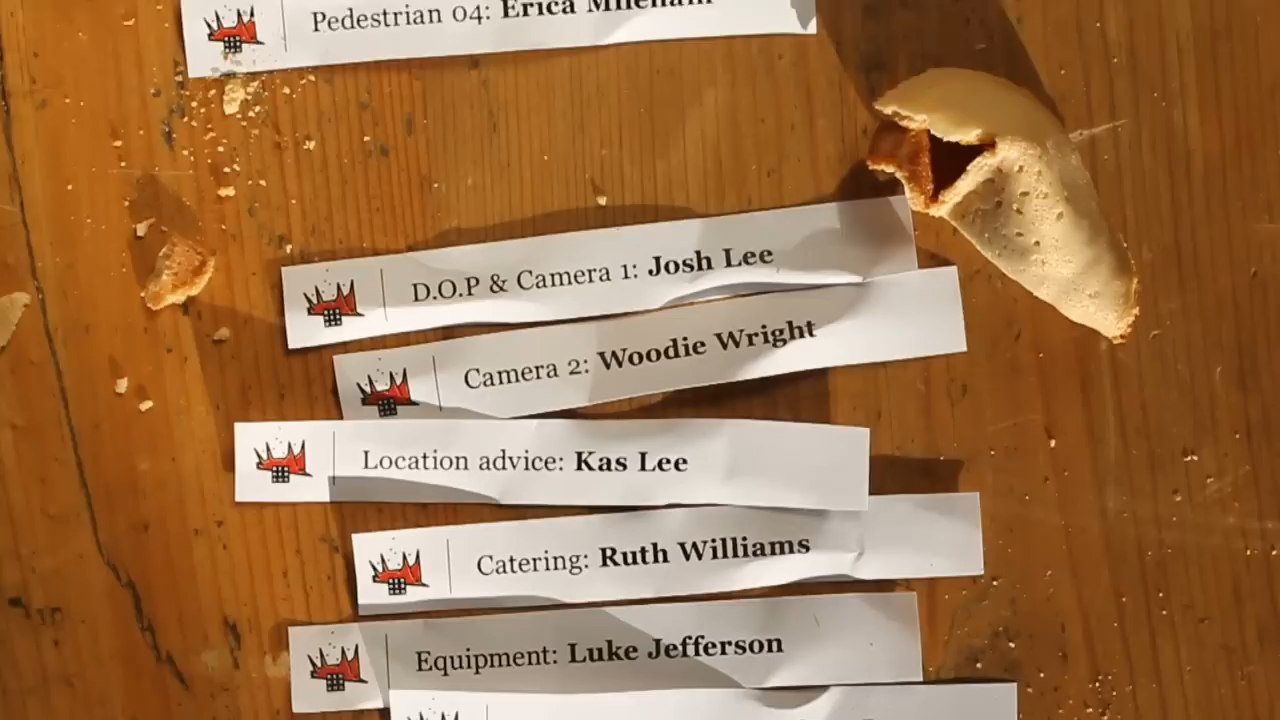 Pedestrian 04: Erica
D.O.P & Camera 1: Josh Lee
Camera 2: Woodie Wright
Location advice: Kas Lee
Catering: Ruth Williams
Equipment: Luke Jefferson